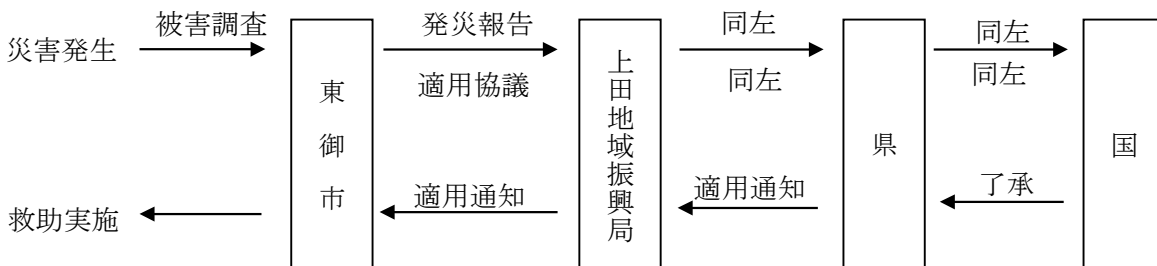 災害発生
被害調査
東御市
発災報告
適用協議
上田地域振興局
同左
同左
県
同左
同左
国
了承
適用通知
適用通知
救助実施